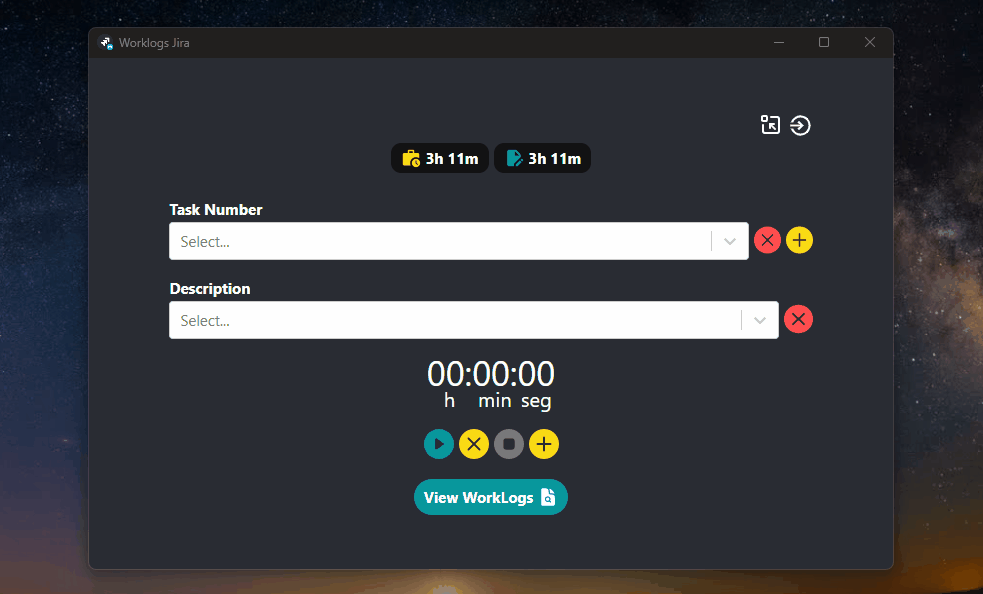 Worklogs Jira
3h 11m 3h 11m
Task Number
Select...
Description
Select...
00:00:00
h min seg
View WorkLogs